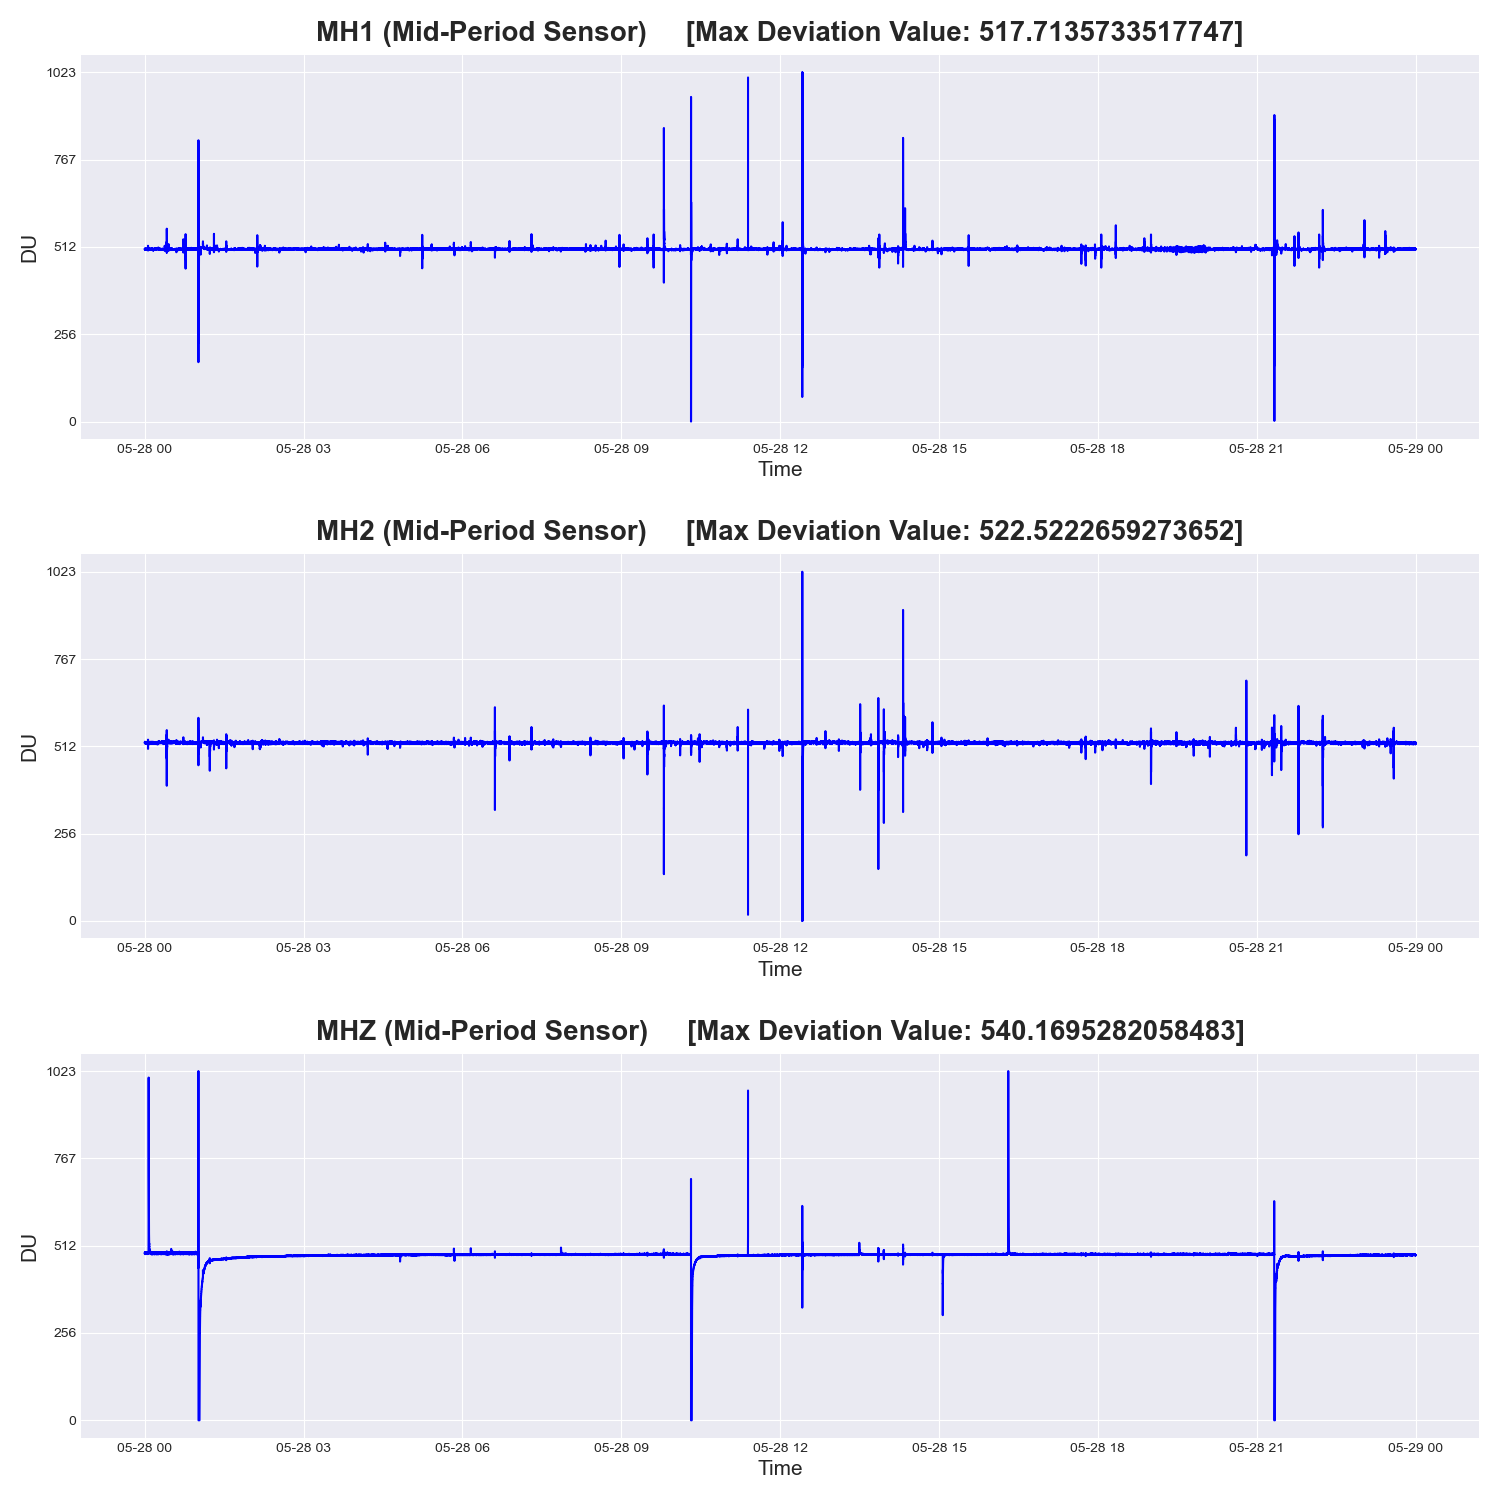 MH1 (Mid-Period Sensor) [Max Deviation Value: 517.7135733517747]
1023
767
512
256
0
DU
05-28 00 05-28 03 05-28 06 05-28 09 05-28 12 05-28 15 05-28 18 05-28 21 05-29 00
Time
MH2 (Mid-Period Sensor) [Max Deviation Value: 522.5222659273652]
1023
767
512
256
0
DU
05-28 00 05-28 03 05-28 06 05-28 09 05-28 12 05-28 15 05-28 18 05-28 21 05-29 00
Time
MHZ (Mid-Period Sensor) [Max Deviation Value: 540.1695282058483]
1023
767
512
256
0
DU
05-28 00 05-28 03 05-28 06 05-28 09 05-28 12 05-28 15 05-28 18 05-28 21 05-29 00
Time